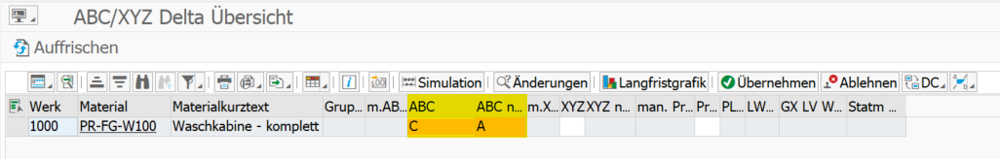 ABC/XYZ Delta Übersicht
Auffrischen
Simulation Änderungen Langfristgrafik Übernehmen Ablehnen DC
Werk Material Materialkurztext Grup... m.AB... ABC ABC n... m.X... XYZ XYZ n... man. Pr... Pr... PL... LW... GX LV W... Statm ...
1000 PR-FG-W100 Waschkabine - komplett C A